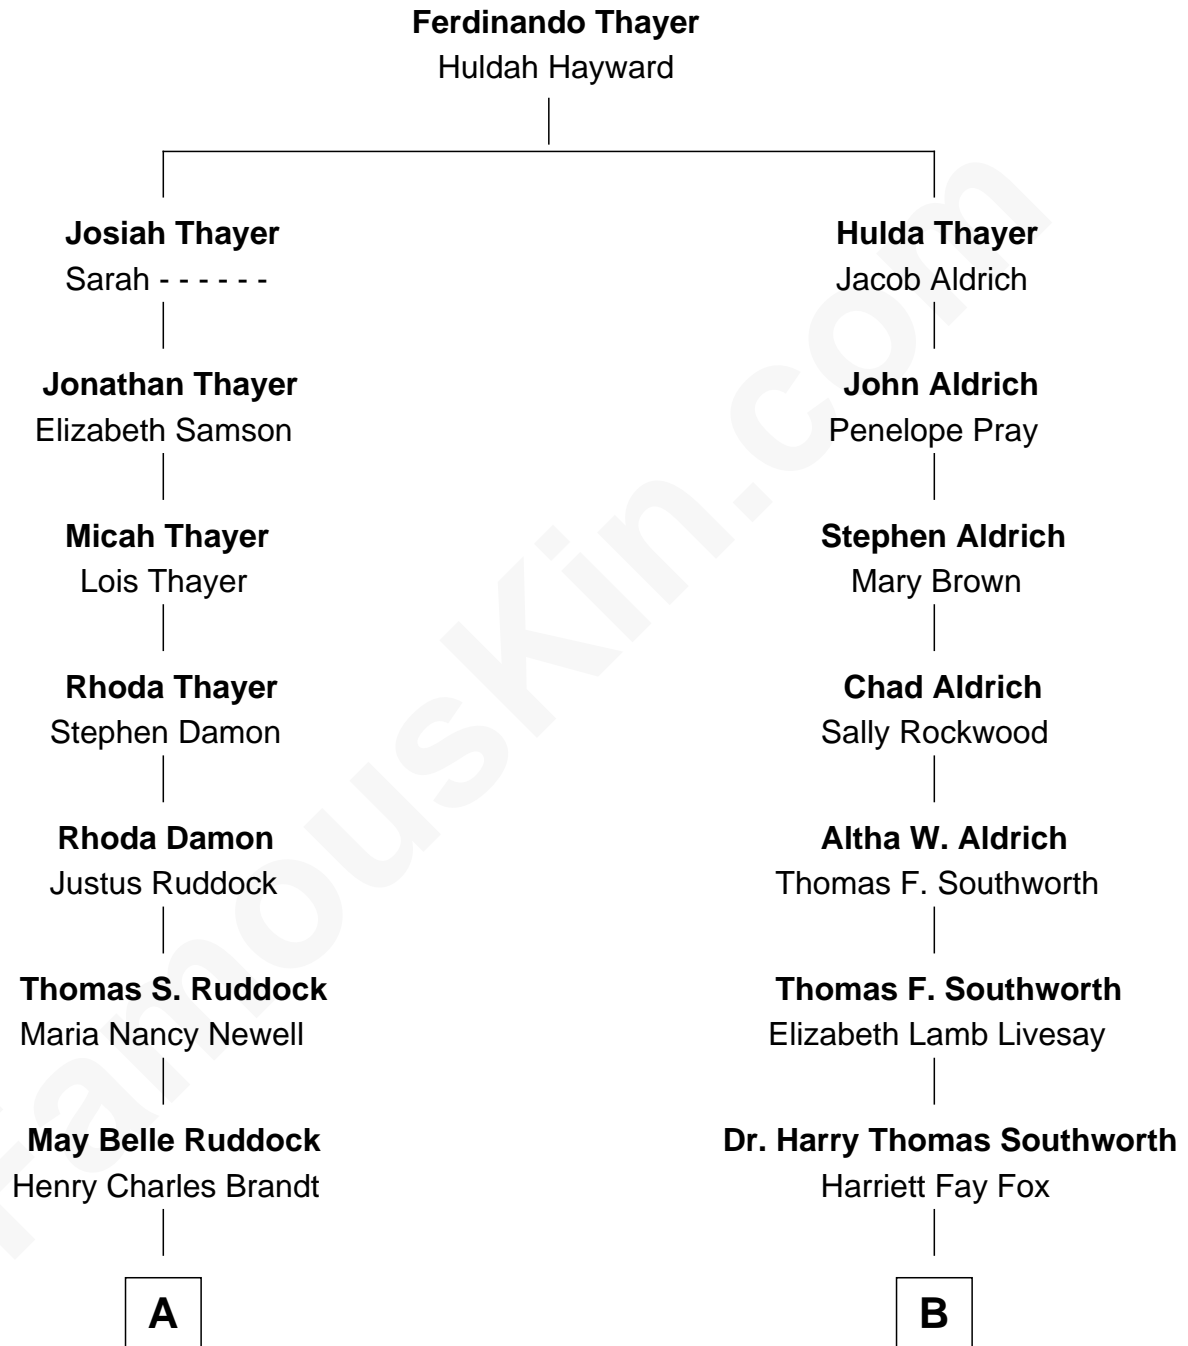 Ferdinando Thayer
Huldah Hayward
Josiah Thayer
Sarah - - - - - -
Jonathan Thayer
Elizabeth Samson
Micah Thayer
Lois Thayer
Rhoda Thayer
Stephen Damon
Rhoda Damon
Justus Ruddock
Thomas S. Ruddock
Maria Nancy Newell
May Belle Ruddock
Henry Charles Brandt
A
Hulda Thayer
Jacob Aldrich
John Aldrich
Penelope Pray
Stephen Aldrich
Mary Brown
Chad Aldrich
Sally Rockwood
Altha W. Aldrich
Thomas F. Southworth
Thomas F. Southworth
Elizabeth Lamb Livesay
Dr. Harry Thomas Southworth
Harriett Fay Fox
B
FamousKin.com